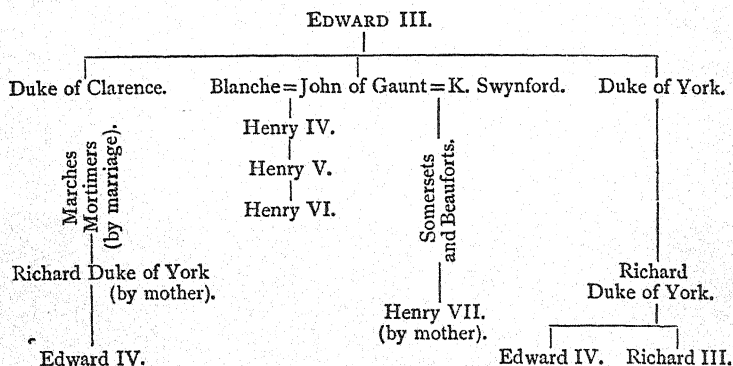 EDWARD III.
Duke of Clarence.
Blanche=John of Gaunt=K. Swynford.
Duke of York.
Marches
Mortimers
(by marriage).
Henry IV.
Henry V.
Henry VI.
Somersets
and Beauforts.
Richard Duke of York
(by mother).
Henry VII.
(by mother).
Richard
Duke of York.
Edward IV.
Edward IV.
Richard III.